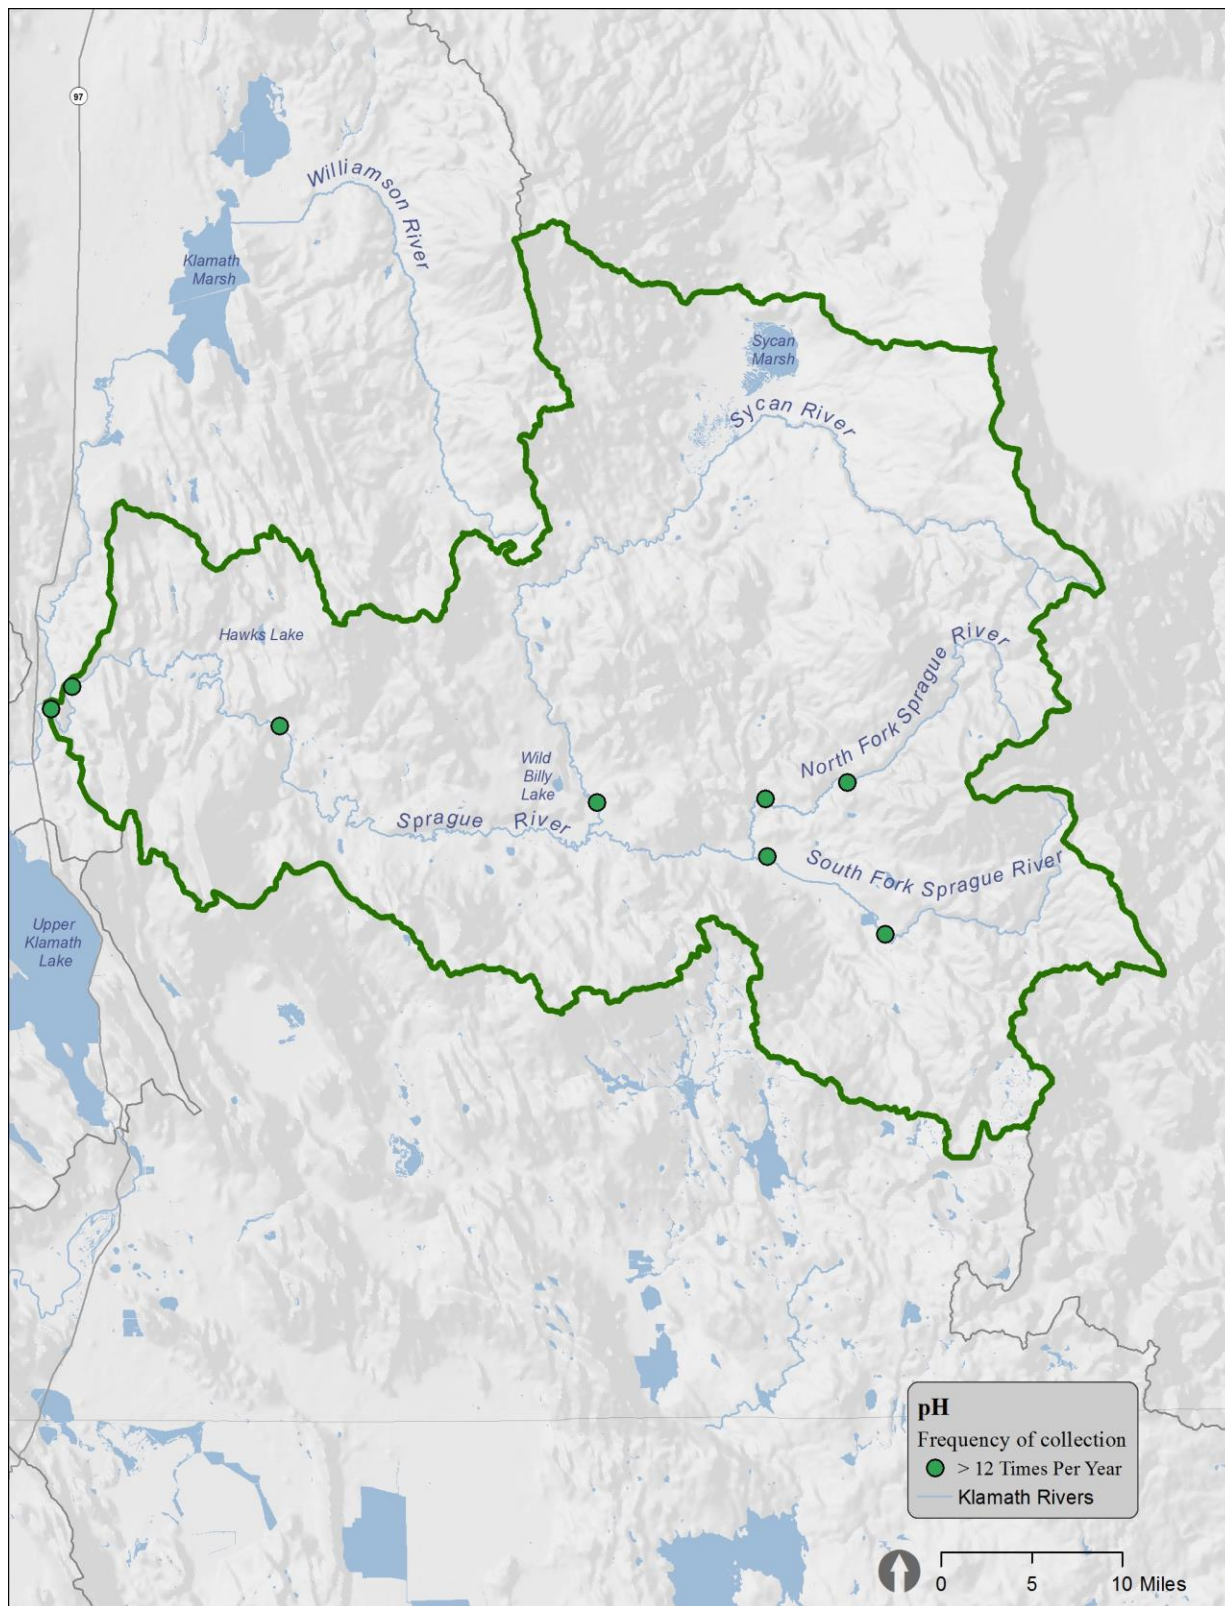 97
Williamson River
Klamath
Marsh
Sycan
Marsh
Sycan River
Hawks Lake
North Fork Sprague River
Wild
Billy
Lake
Sprague River
South Fork Sprague River
Upper
Klamath
Lake
pH
Frequency of collection
> 12 Times Per Year
Klamath Rivers
0 5 10 Miles